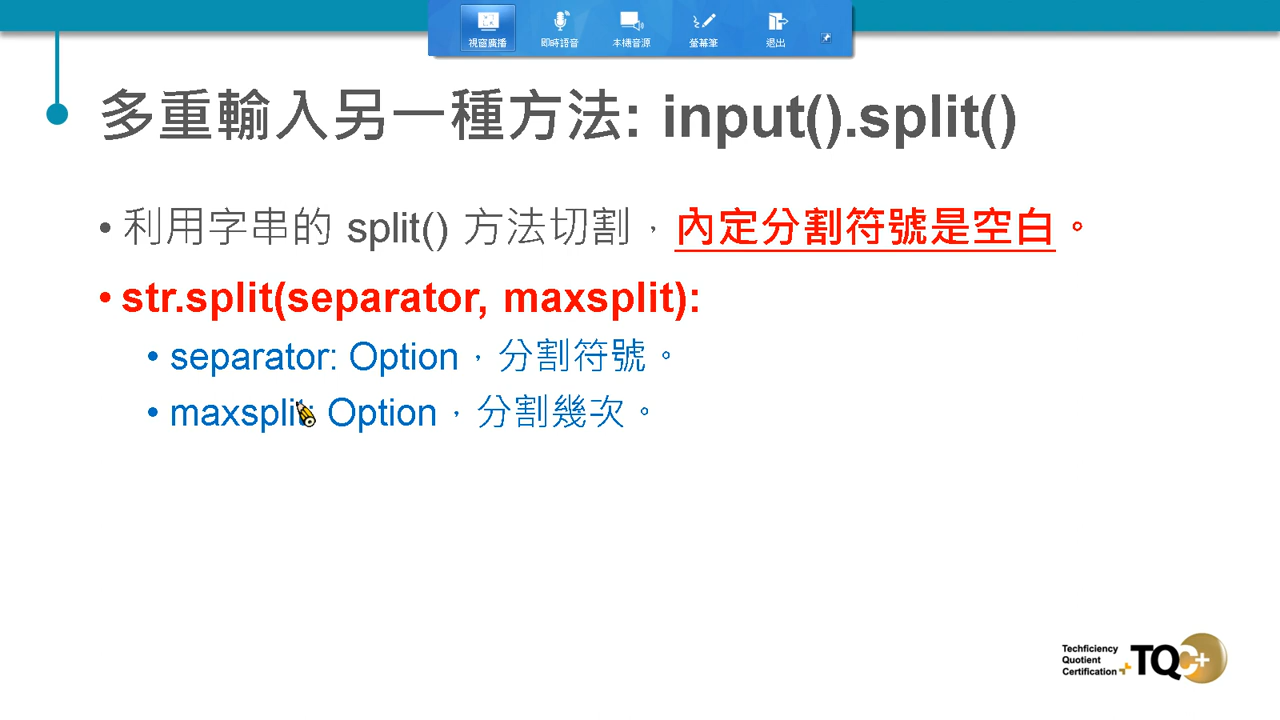 視窗廣播
即時語音
本機音源
螢幕筆
退出
多重輸入另一種方法: input().split()
• 利用字串的 split() 方法切割，內定分割符號是空白。
• str.split(separator, maxsplit):
• separator: Option，分割符號。
• maxsplit: Option，分割幾次。
Techficiency
Quotient
Certification
TQC+